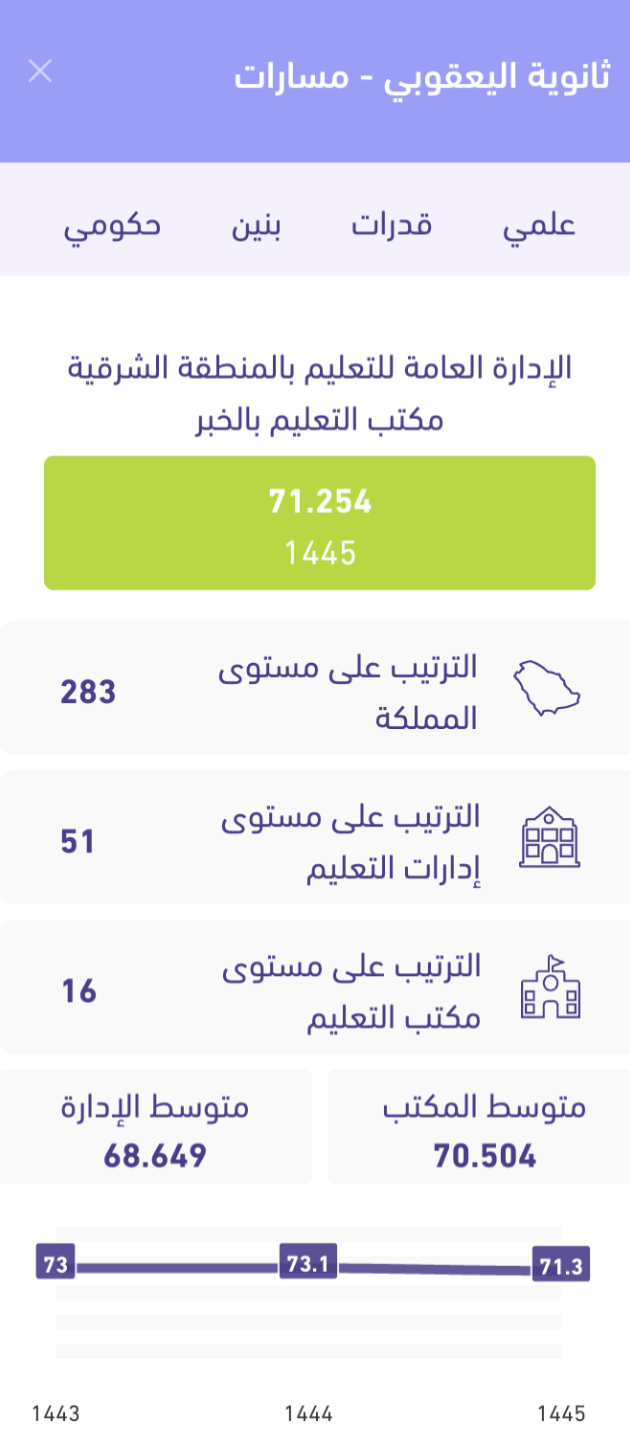 ثانوية اليعقوبي - مسارات
علمي قدرات بنين حكومي
الإدارة العامة للتعليم بالمنطقة الشرقية
مكتب التعليم بالخبر
71.254
1445
الترتيب على مستوى
المملكة
283
الترتيب على مستوى
إدارات التعليم
51
الترتيب على مستوى
مكتب التعليم
16
متوسط المكتب
70.504
متوسط الإدارة
68.649
73 73.1 71.3
1443 1444 1445